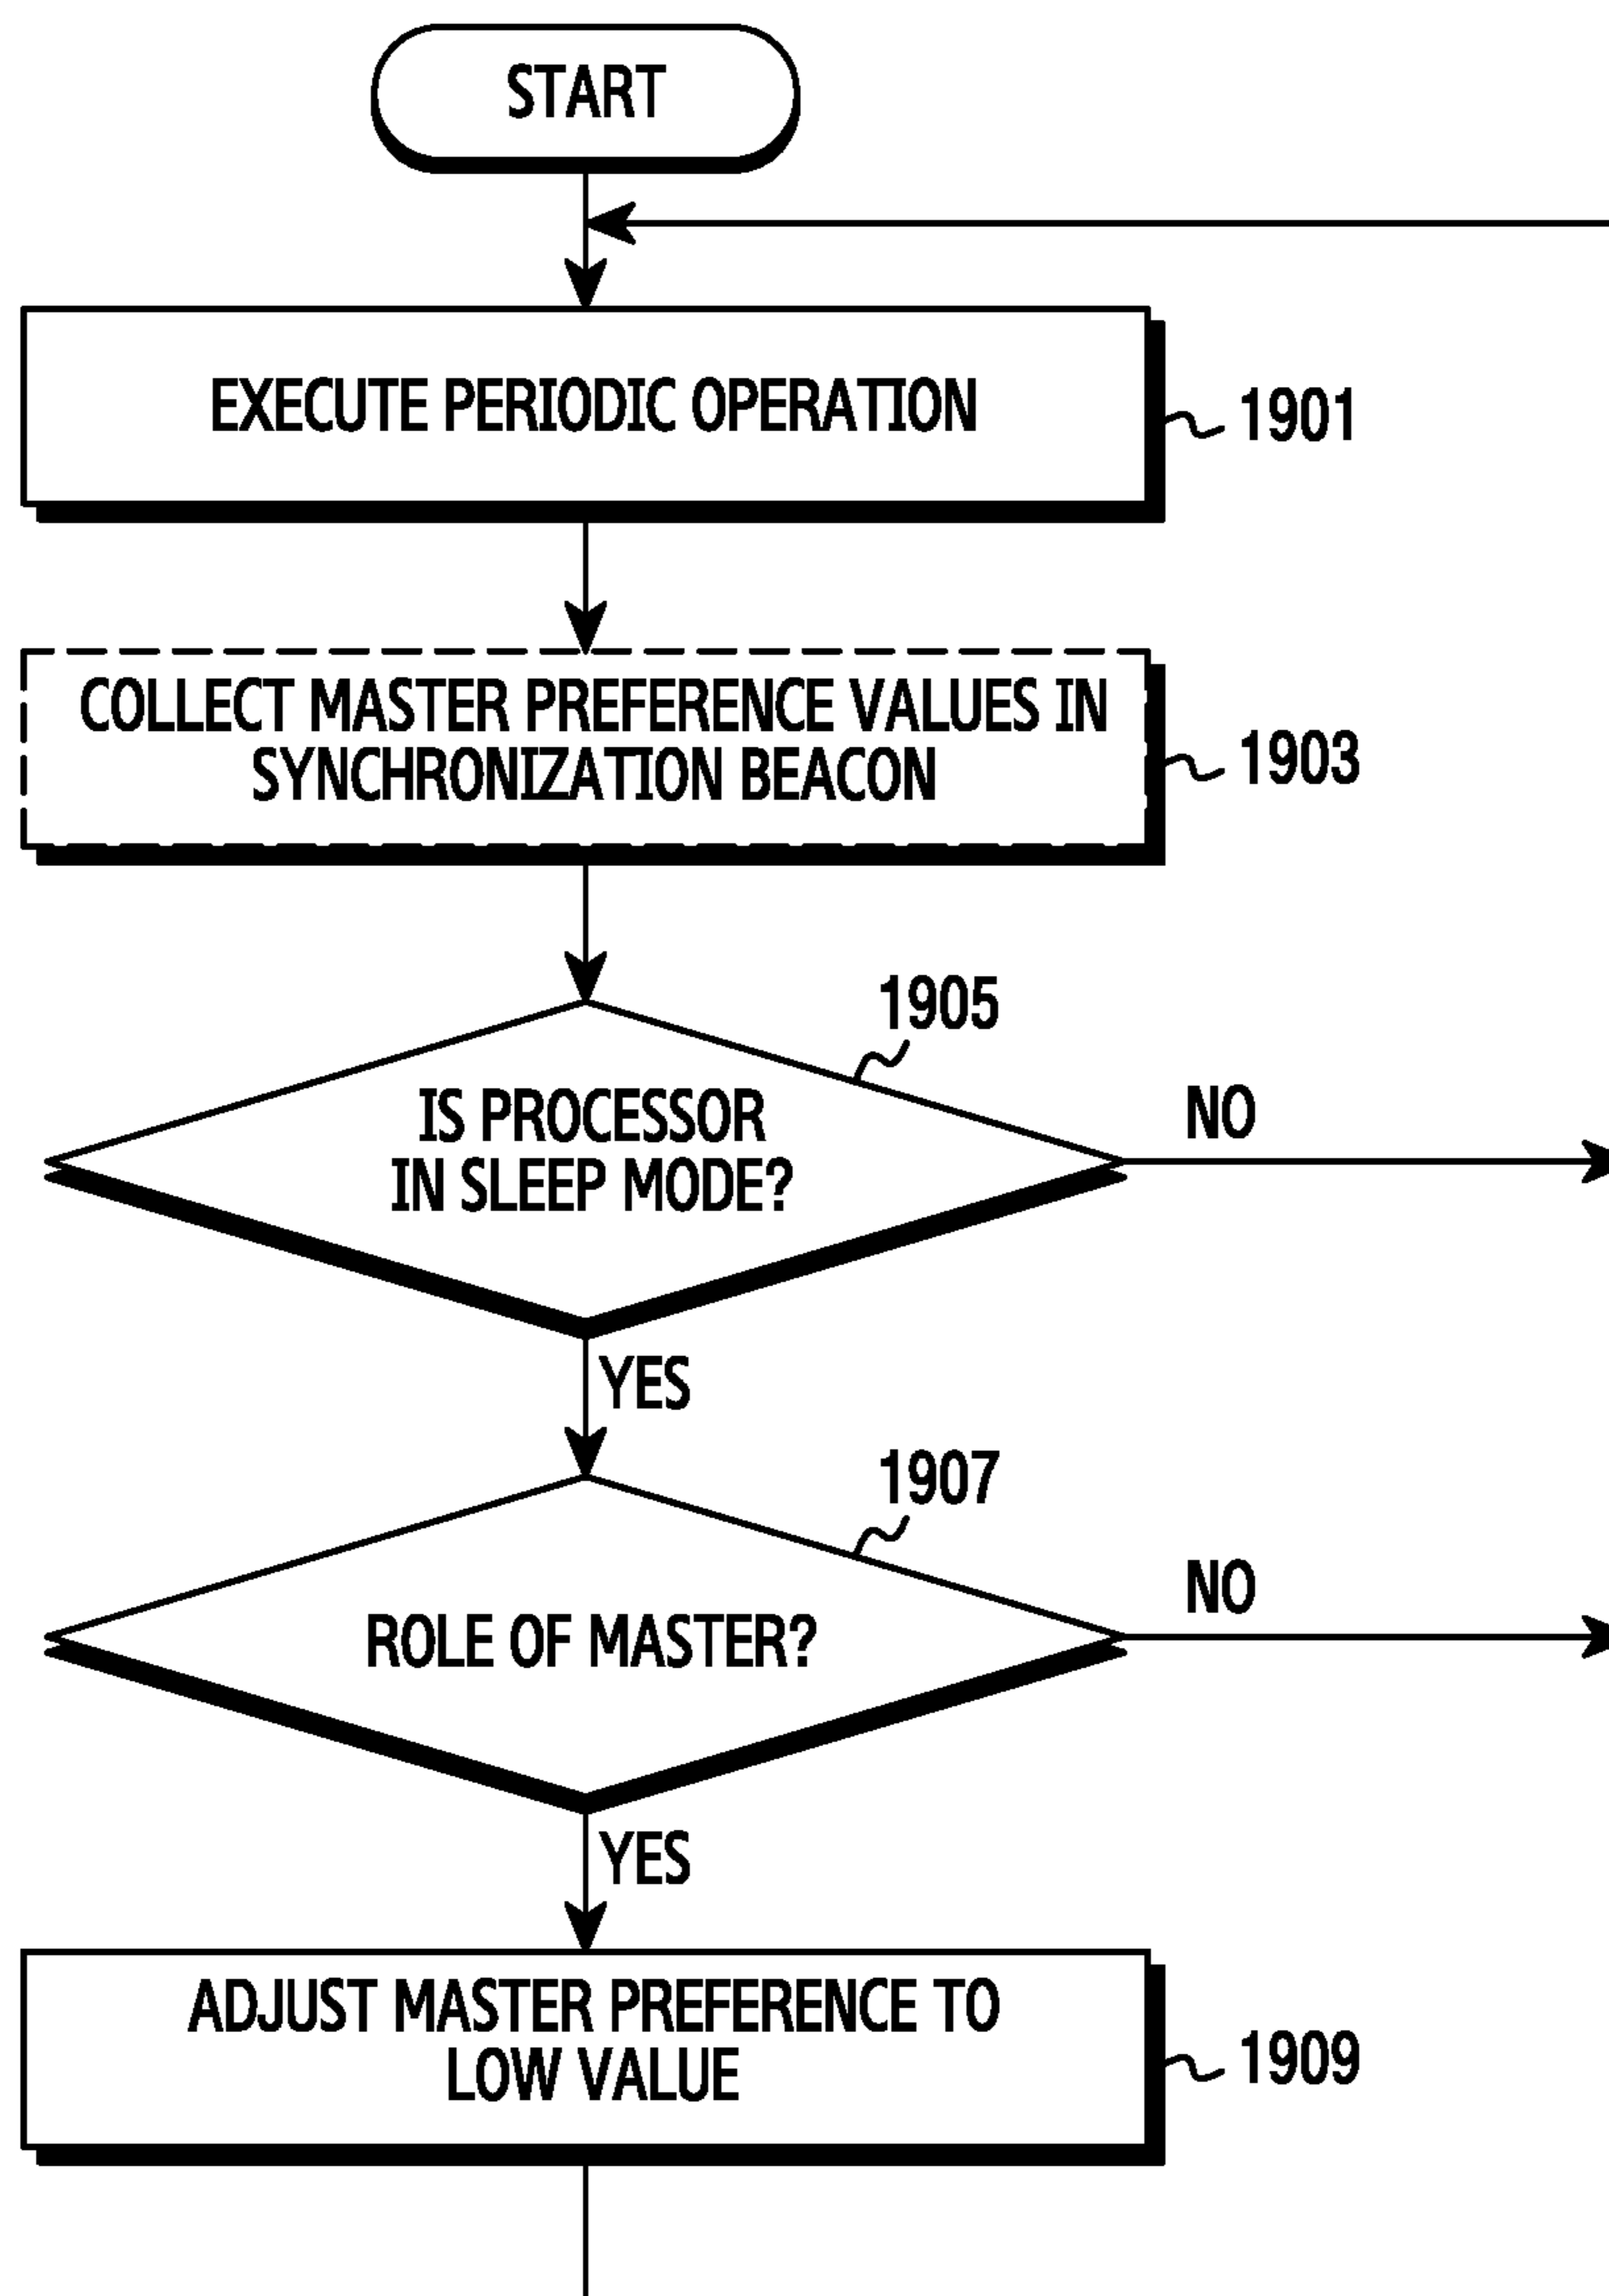 START
EXECUTE PERIODIC OPERATION
1901
COLLECT MASTER PREFERENCE VALUES IN
SYNCHRONIZATION BEACON
1903
1905
IS PROCESSOR
IN SLEEP MODE?
NO
YES
1907
ROLE OF MASTER?
NO
YES
ADJUST MASTER PREFERENCE TO
LOW VALUE
1909